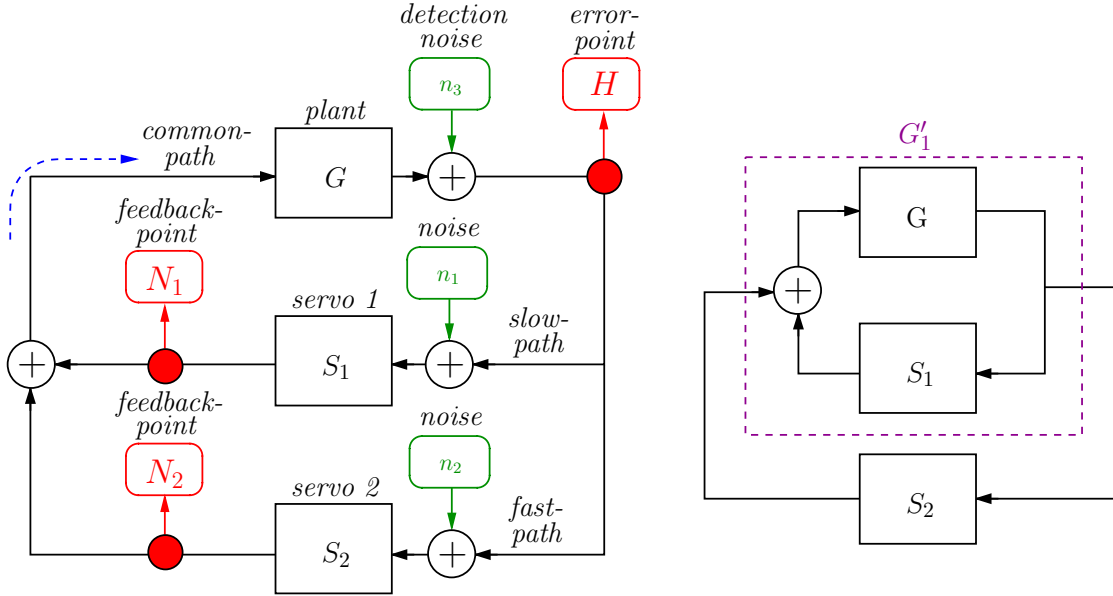 detection
noise
n₃
error-
point
H
plant
common-
path
G
+
feedback-
point
N₁
noise
n₁
servo 1
S₁
+
+
slow-
path
feedback-
point
N₂
noise
n₂
servo 2
S₂
+
fast-
path
G′₁
G
+
S₁
S₂